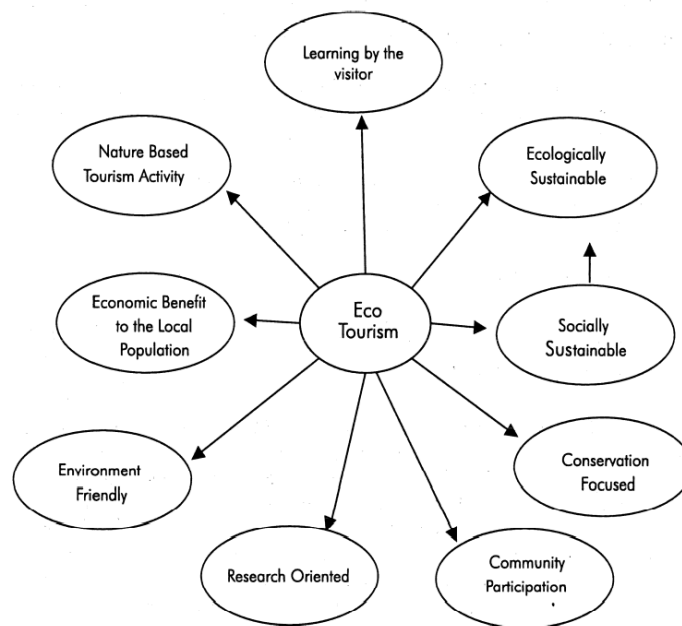 Learning by the
visitor
Nature Based
Tourism Activity
Ecologically
Sustainable
Economic Benefit
to the Local
Population
Eco
Tourism
Socially
Sustainable
Environment
Friendly
Conservation
Focused
Research Oriented
Community
Participation